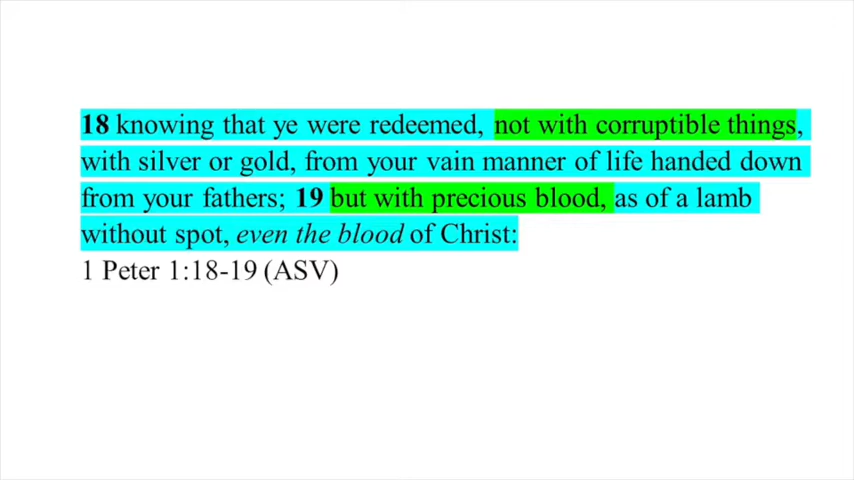 18 knowing that ye were redeemed, not with corruptible things,
with silver or gold, from your vain manner of life handed down
from your fathers; 19 but with precious blood, as of a lamb
without spot, even the blood of Christ:
1 Peter 1:18-19 (ASV)